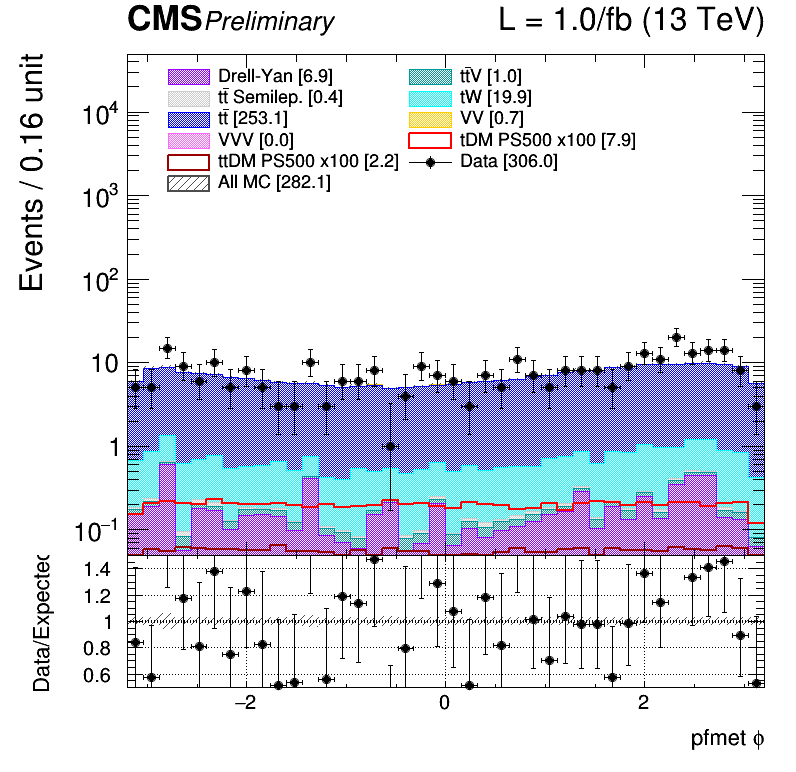 CMS Preliminary L = 1.0/fb (13 TeV)
Events / 0.16 unit
Drell-Yan [6.9]
tt̄V [1.0]
tt̄ Semilep. [0.4]
tW [19.9]
tt̄ [253.1]
VV [0.7]
VVV [0.0]
tDM PS500 x100 [7.9]
ttDM PS500 x100 [2.2]
Data [306.0]
All MC [282.1]
10⁴
10³
10²
10
1
10⁻¹
Data/Expected
1.4
1.2
1
0.8
0.6
−2 0 2
pfmet ϕ